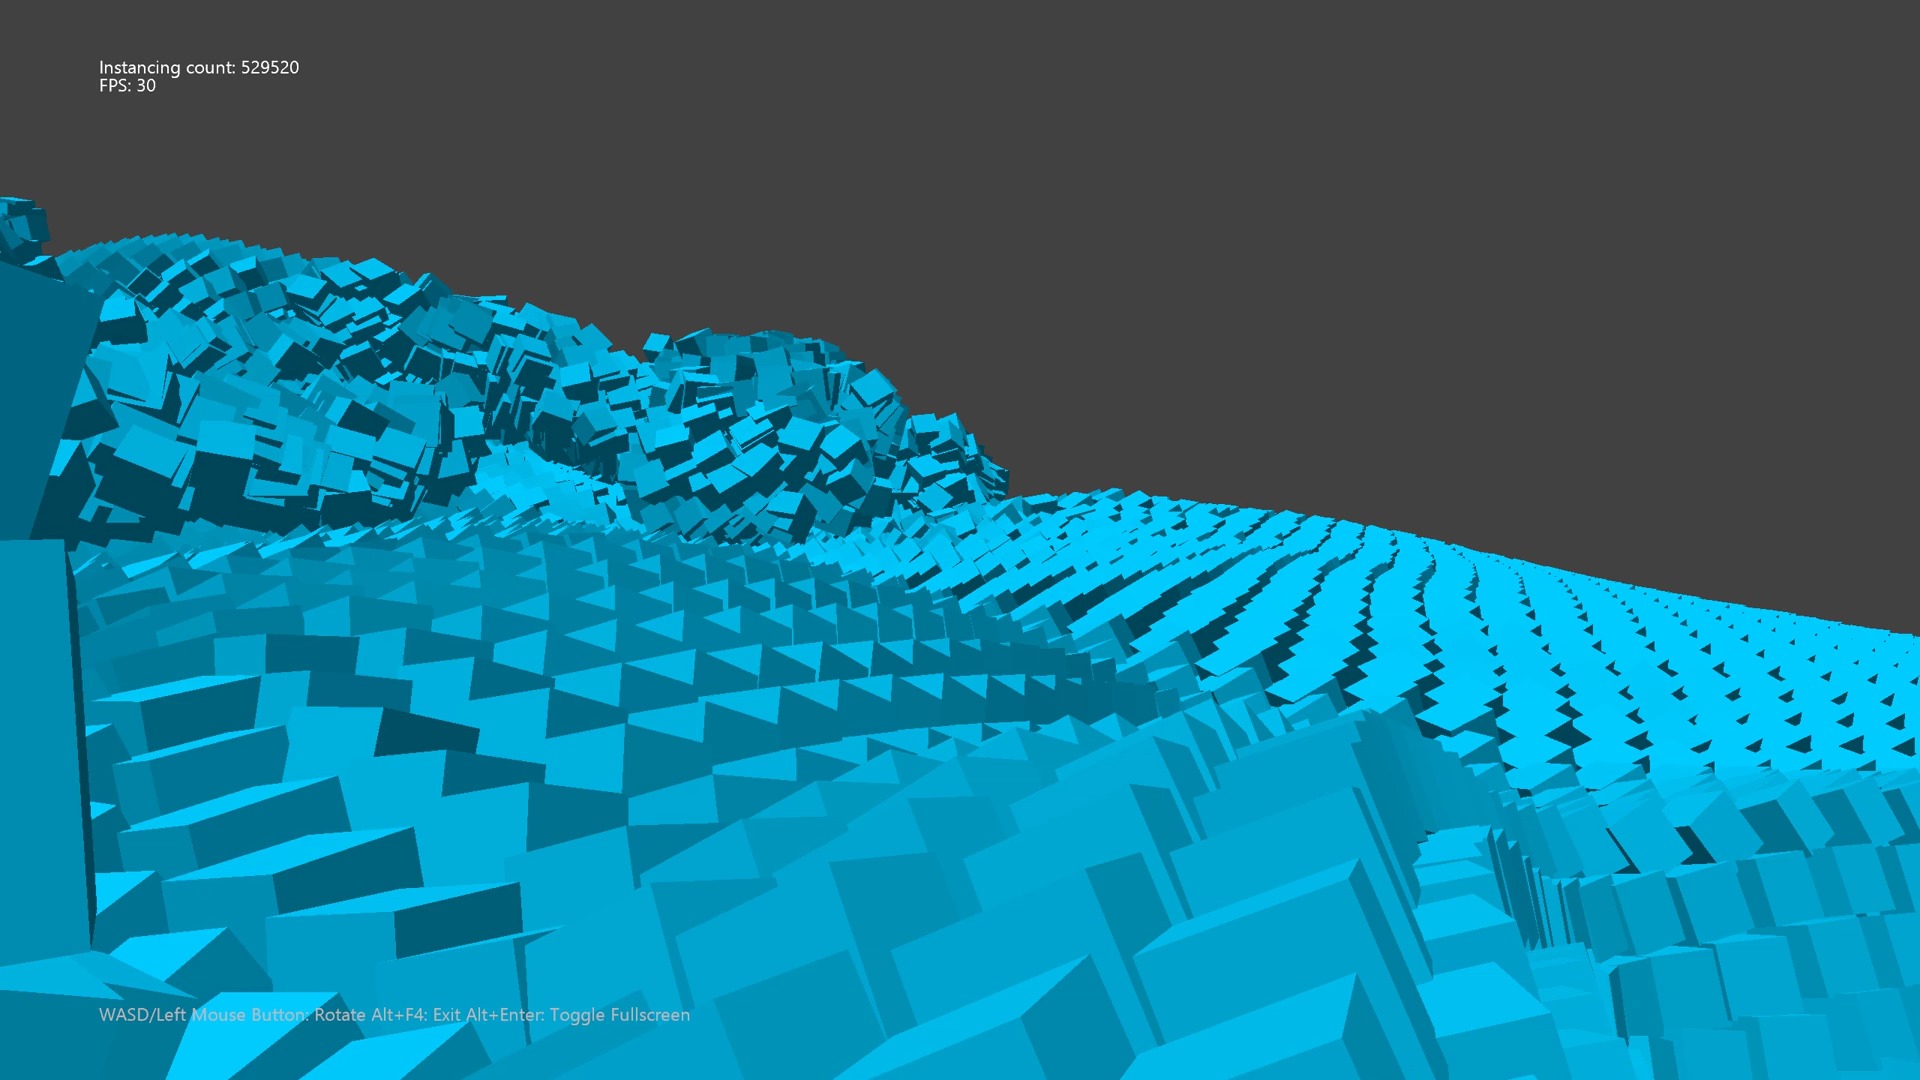 Instancing count: 529520
FPS: 30
WASD/Left Mouse Button: Rotate Alt+F4: Exit Alt+Enter: Toggle Fullscreen